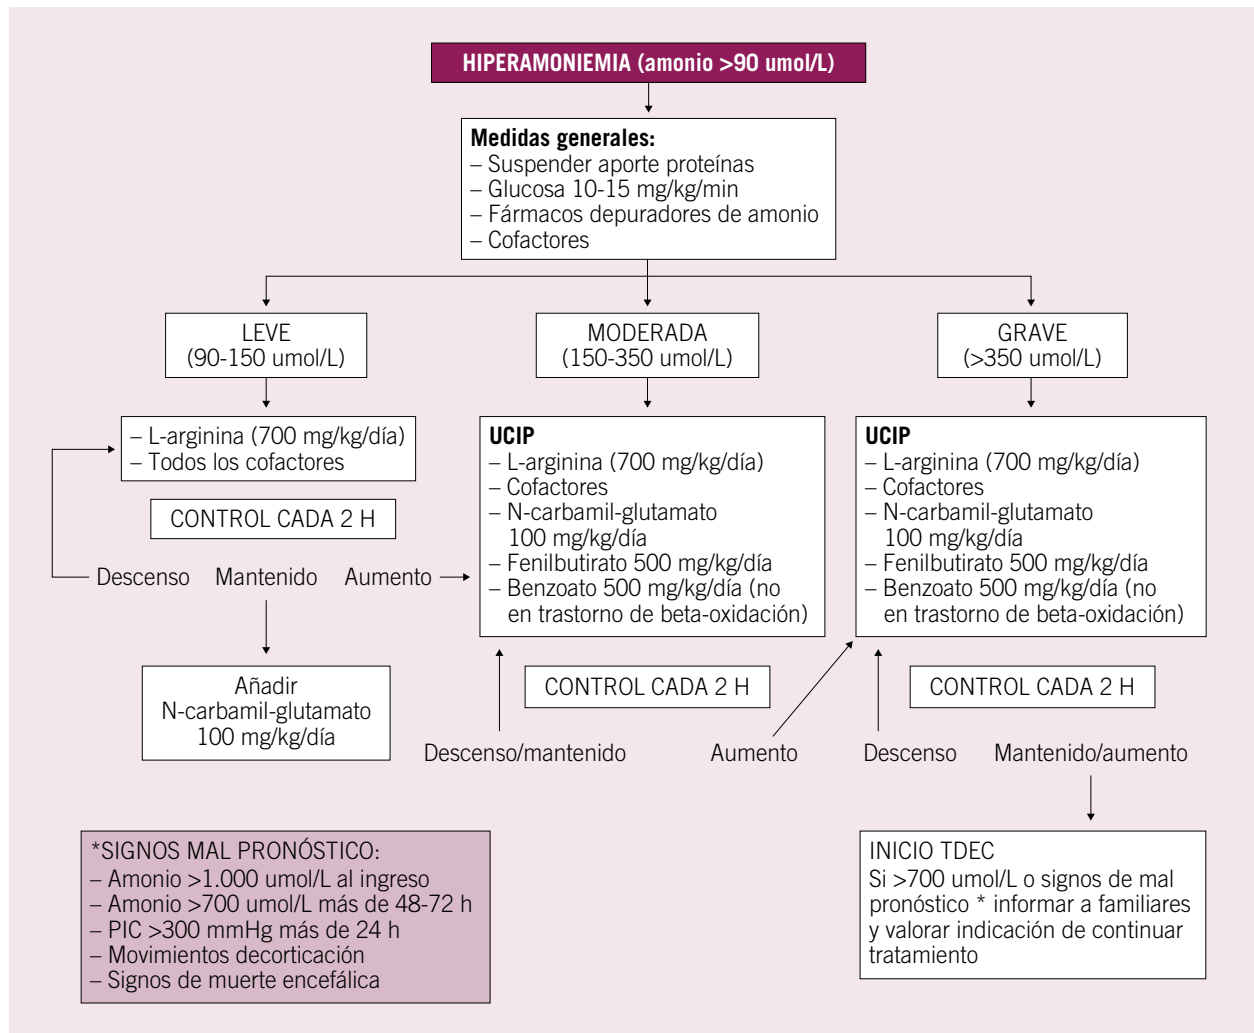 HIPERAMONIEMIA (amonio >90 umol/L)
Medidas generales:
– Suspender aporte proteínas
– Glucosa 10-15 mg/kg/min
– Fármacos depuradores de amonio
– Cofactores
LEVE
(90-150 umol/L)
MODERADA
(150-350 umol/L)
GRAVE
(>350 umol/L)
– L-arginina (700 mg/kg/día)
– Todos los cofactores
CONTROL CADA 2 H
Descenso
Mantenido
Aumento
Añadir
N-carbamil-glutamato
100 mg/kg/día
UCIP
– L-arginina (700 mg/kg/día)
– Cofactores
– N-carbamil-glutamato
100 mg/kg/día
– Fenilbutirato 500 mg/kg/día
– Benzoato 500 mg/kg/día (no
en trastorno de beta-oxidación)
CONTROL CADA 2 H
Descenso/mantenido
Aumento
UCIP
– L-arginina (700 mg/kg/día)
– Cofactores
– N-carbamil-glutamato
100 mg/kg/día
– Fenilbutirato 500 mg/kg/día
– Benzoato 500 mg/kg/día (no
en trastorno de beta-oxidación)
CONTROL CADA 2 H
Descenso
Mantenido/aumento
*SIGNOS MAL PRONÓSTICO:
– Amonio >1.000 umol/L al ingreso
– Amonio >700 umol/L más de 48-72 h
– PIC >300 mmHg más de 24 h
– Movimientos decorticación
– Signos de muerte encefálica
INICIO TDEC
Si >700 umol/L o signos de mal
pronóstico * informar a familiares
y valorar indicación de continuar
tratamiento